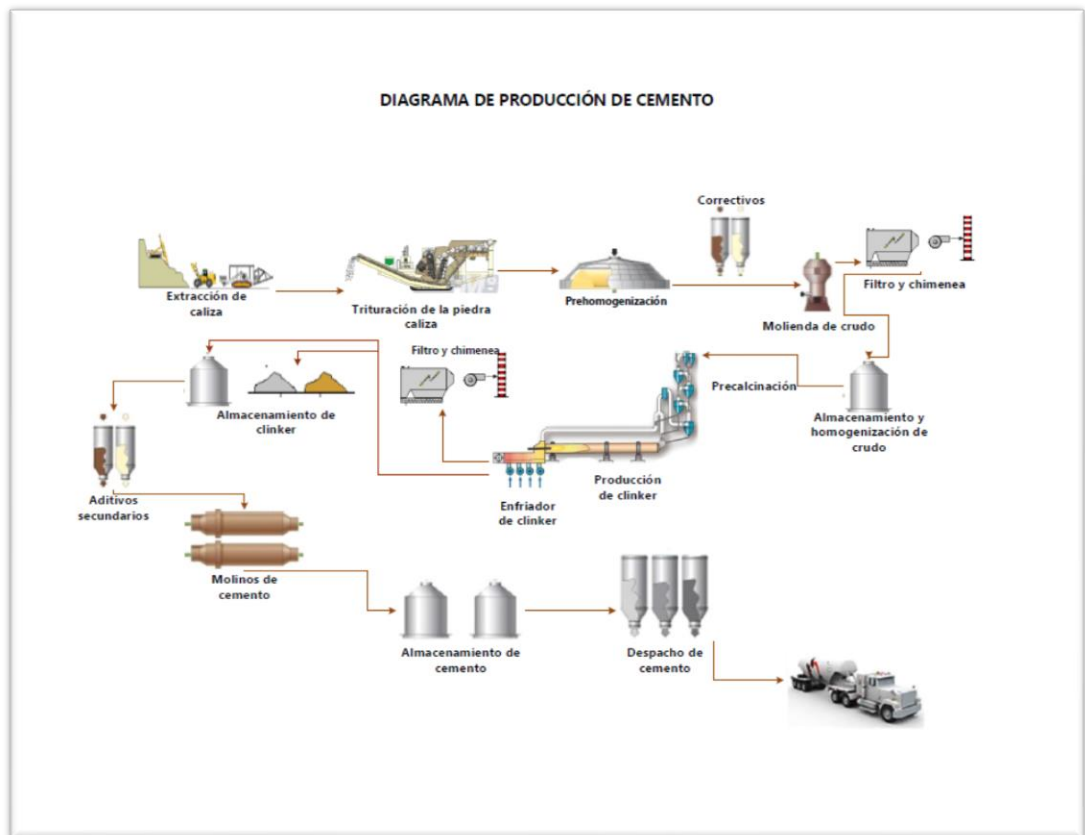 DIAGRAMA DE PRODUCCIÓN DE CEMENTO
Correctivos
Extracción de
caliza
Trituración de la piedra
caliza
Prehomogenización
Molienda de crudo
Filtro y chimenea
Filtro y chimenea
Precalcinación
Almacenamiento y
homogenización de
crudo
Almacenamiento de
clinker
Producción
de clinker
Enfriador
de clinker
Aditivos
secundarios
Molinos de
cemento
Almacenamiento de
cemento
Despacho de
cemento